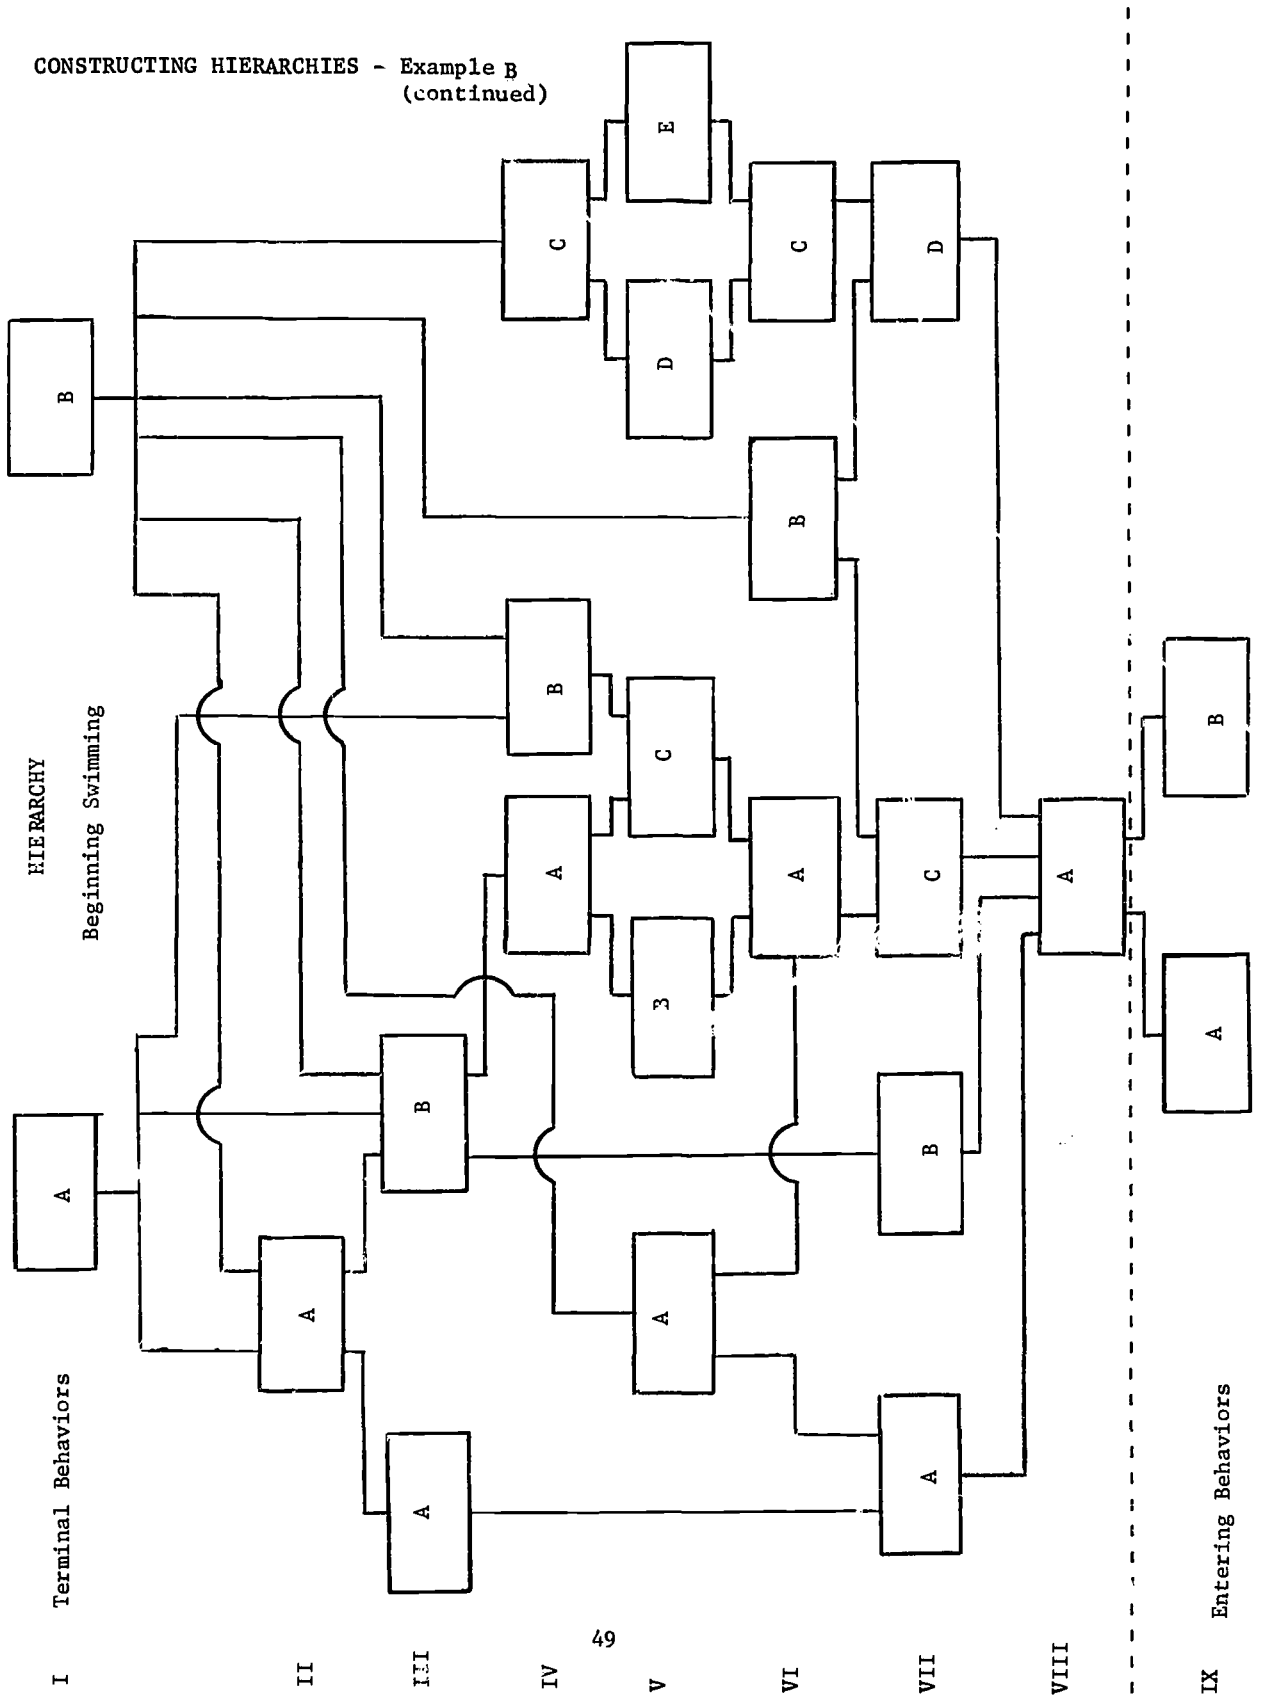 CONSTRUCTING HIERARCHIES - Example B
(continued)
HIERARCHY
Beginning Swimming
I Terminal Behaviors
A
B
II
A
III
A
B
IV
A
B
C
V
A
B
C
D
E
VI
A
B
C
VII
A
B
C
D
VIII
A
IX Entering Behaviors
A
B
49